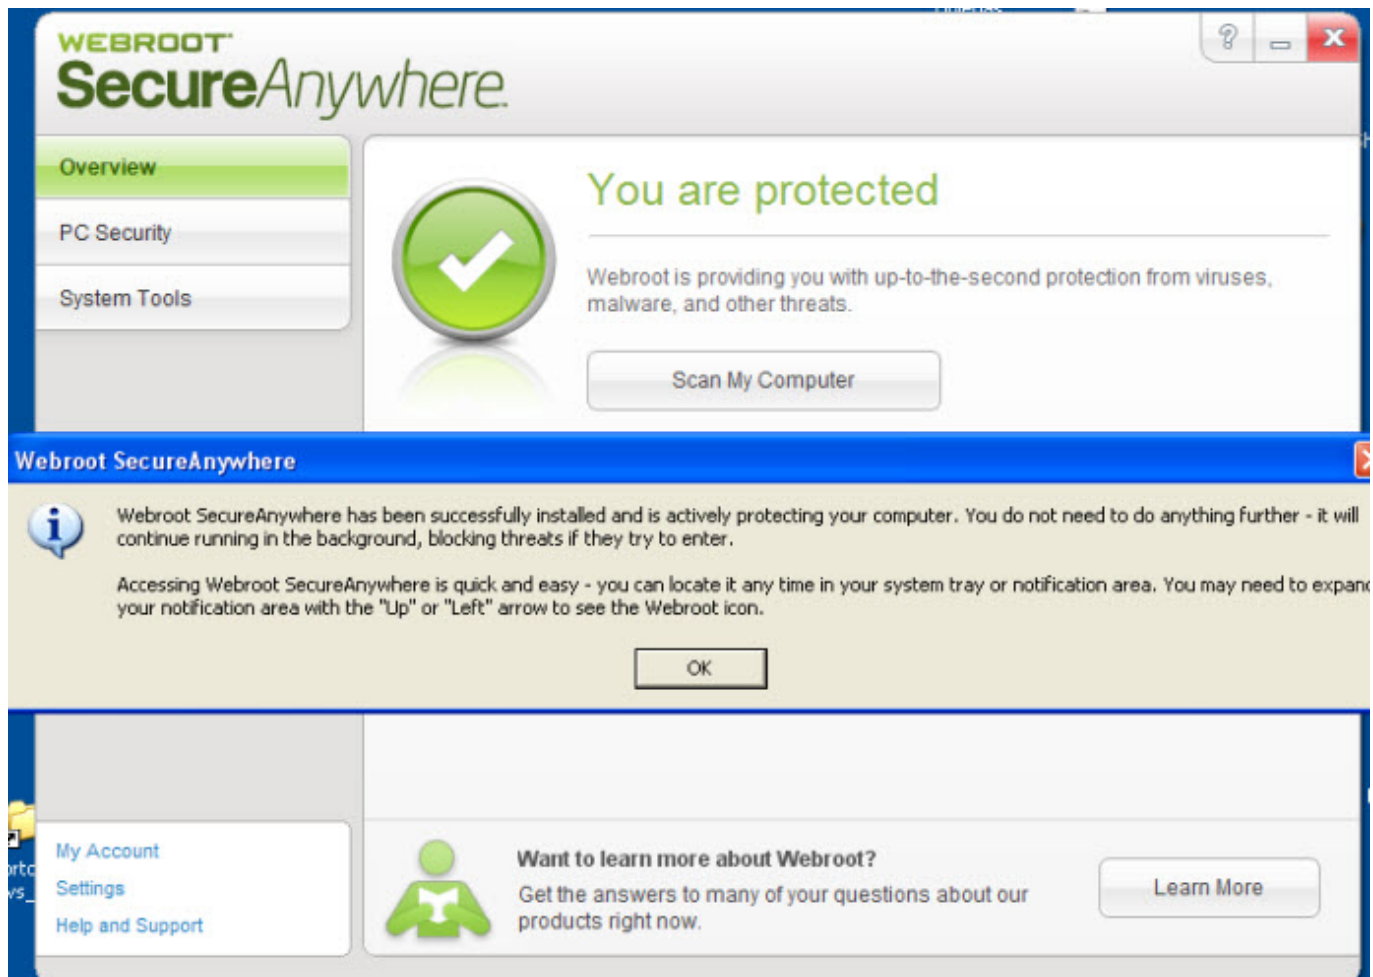 WEBROOT
SecureAnywhere.
Overview
PC Security
System Tools
You are protected
Webroot is providing you with up-to-the-second protection from viruses,
malware, and other threats.
Scan My Computer
Webroot SecureAnywhere
Webroot SecureAnywhere has been successfully installed and is actively protecting your computer. You do not need to do anything further - it will
continue running in the background, blocking threats if they try to enter.
Accessing Webroot SecureAnywhere is quick and easy - you can locate it any time in your system tray or notification area. You may need to expand
your notification area with the "Up" or "Left" arrow to see the Webroot icon.
OK
My Account
Settings
Help and Support
Want to learn more about Webroot?
Get the answers to many of your questions about our
products right now.
Learn More